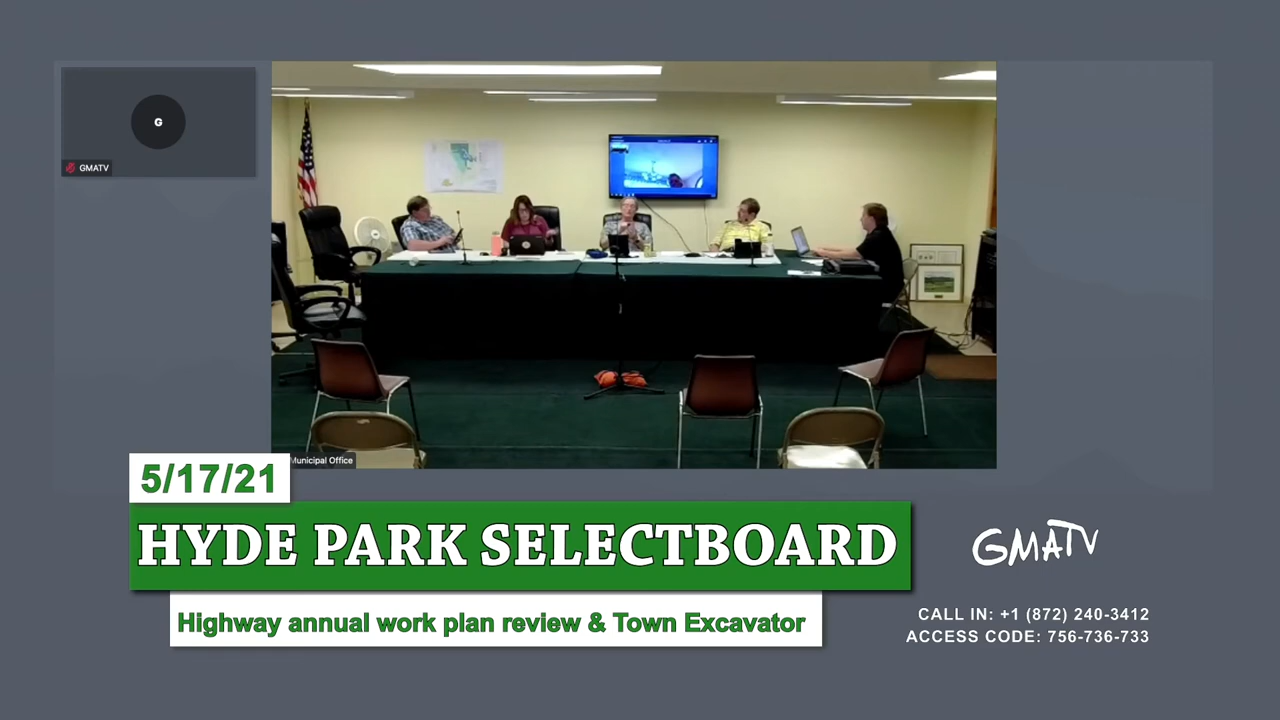 G
GMATV
Municipal Office
5/17/21
HYDE PARK SELECTBOARD
Highway annual work plan review & Town Excavator
GMATV
CALL IN: +1 (872) 240-3412
ACCESS CODE: 756-736-733